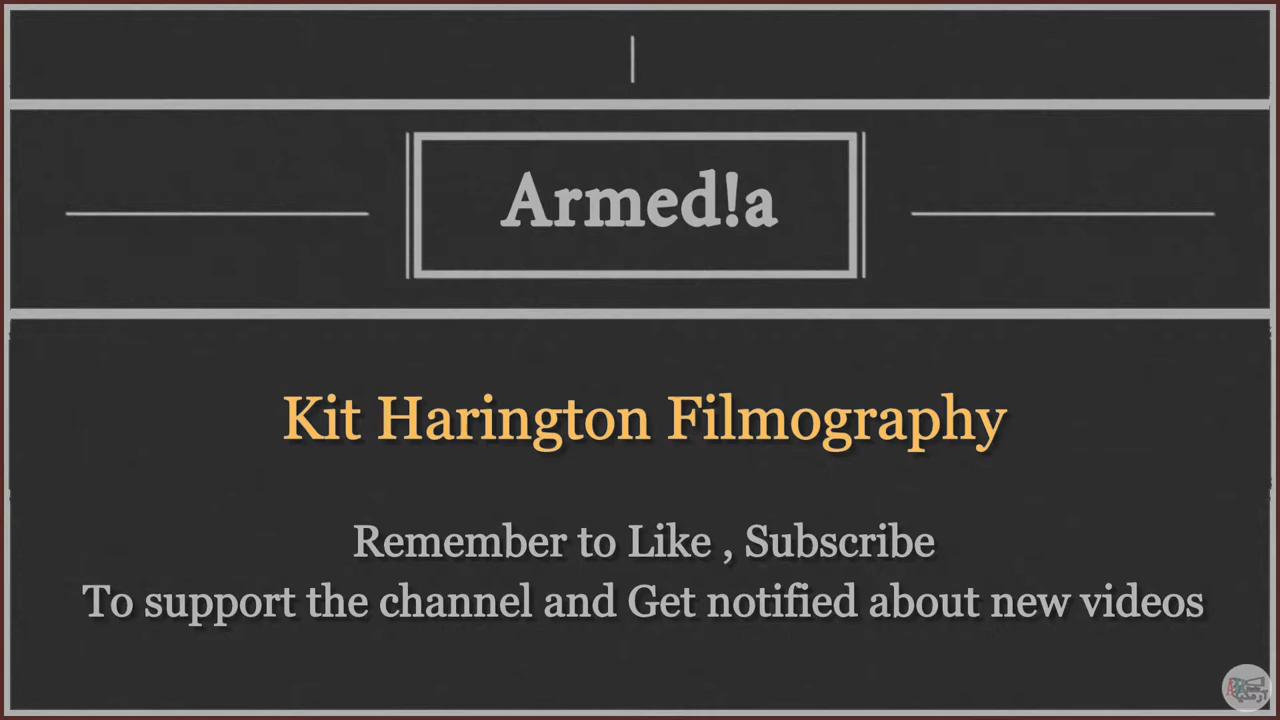 Armed!a
Kit Harington Filmography
Remember to Like , Subscribe
To support the channel and Get notified about new videos